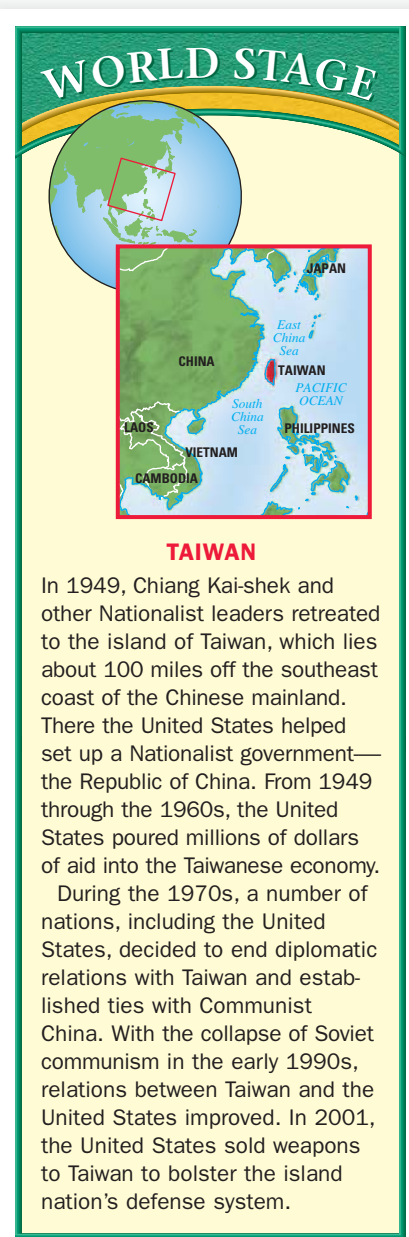 WORLD STAGE
JAPAN
East
China
Sea
CHINA
TAIWAN
PACIFIC
OCEAN
South
China
Sea
LAOS
PHILIPPINES
VIETNAM
CAMBODIA
TAIWAN
In 1949, Chiang Kai-shek and
other Nationalist leaders retreated
to the island of Taiwan, which lies
about 100 miles off the southeast
coast of the Chinese mainland.
There the United States helped
set up a Nationalist government—
the Republic of China. From 1949
through the 1960s, the United
States poured millions of dollars
of aid into the Taiwanese economy.
During the 1970s, a number of
nations, including the United
States, decided to end diplomatic
relations with Taiwan and estab-
lished ties with Communist
China. With the collapse of Soviet
communism in the early 1990s,
relations between Taiwan and the
United States improved. In 2001,
the United States sold weapons
to Taiwan to bolster the island
nation's defense system.